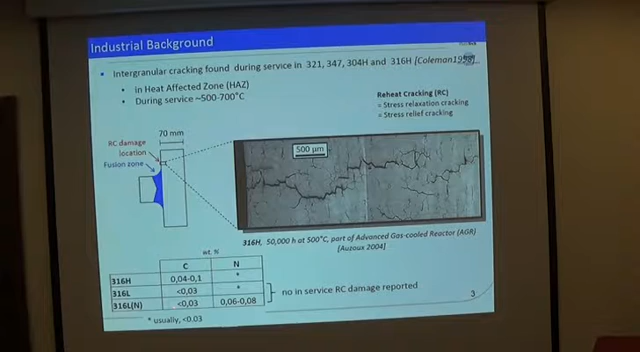 Industrial Background
• Intergranular cracking found during service in 321, 347, 304H and 316H [Coleman1998]...
• in Heat Affected Zone (HAZ)
• During service ~500-700°C
Reheat Cracking (RC)
= Stress relaxation cracking
= Stress relief cracking
70 mm
RC damage
location
Fusion zone
500 µm
316H, 50,000 h at 500°C, part of Advanced Gas-cooled Reactor (AGR)
[Auzoux 2004]
wt. %
C N
316H 0,04-0,1 *
316L <0,03 *
316L(N) <0,03 0,06-0,08
no in service RC damage reported
* usually, <0.03
3